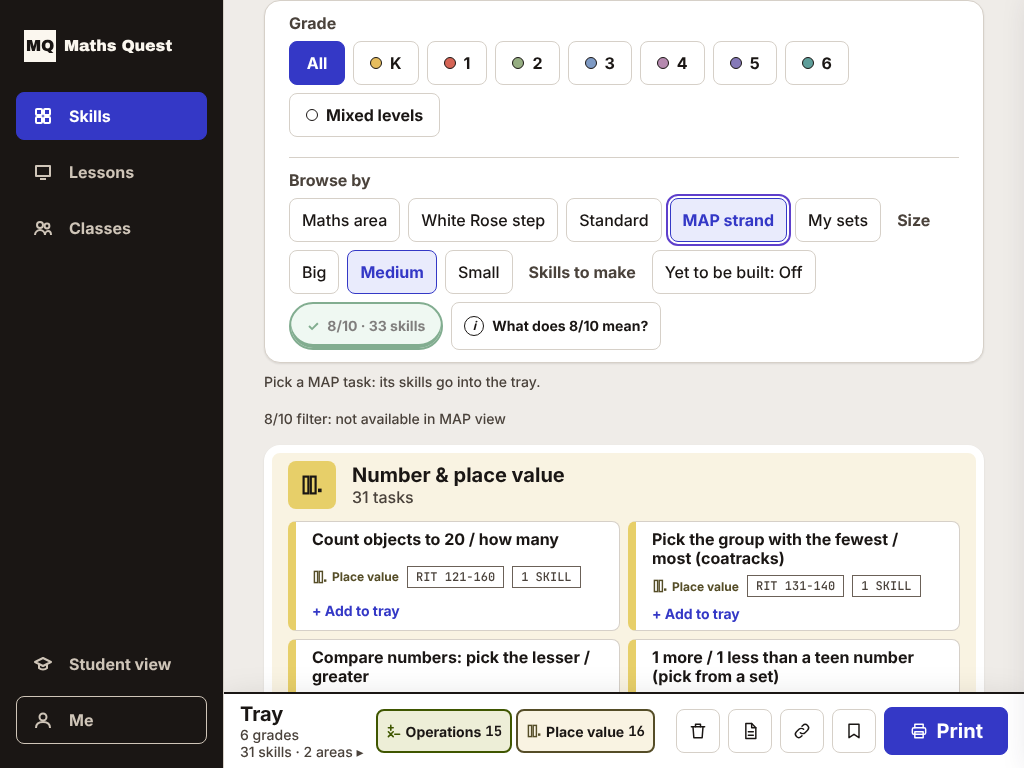 MQ Maths Quest
Skills
Lessons
Classes
Student view
Me
Grade
All
K
1
2
3
4
5
6
Mixed levels
Browse by
Maths area
White Rose step
Standard
MAP strand
My sets
Size
Big
Medium
Small
Skills to make
Yet to be built: Off
✓ 8/10 · 33 skills
i What does 8/10 mean?
Pick a MAP task: its skills go into the tray.
8/10 filter: not available in MAP view
Number & place value
31 tasks
Count objects to 20 / how many
Place value RIT 121-160 1 SKILL
+ Add to tray
Pick the group with the fewest /
most (coatracks)
Place value RIT 131-140 1 SKILL
+ Add to tray
Compare numbers: pick the lesser /
greater
1 more / 1 less than a teen number
(pick from a set)
Tray
6 grades
31 skills · 2 areas ▸
Operations 15
Place value 16
Print